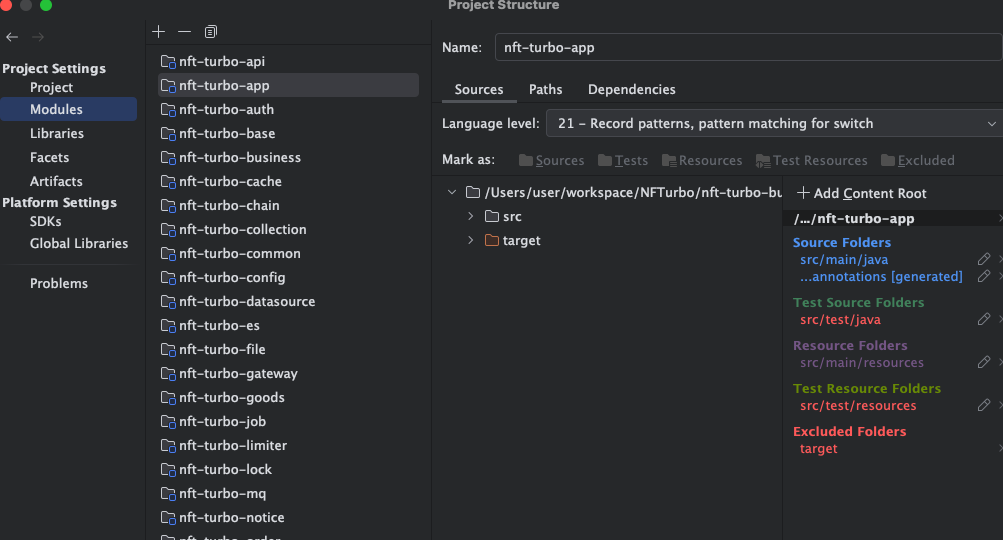 Project Structure
Project Settings
Project
Modules
Libraries
Facets
Artifacts
Platform Settings
SDKs
Global Libraries
Problems
nft-turbo-api
nft-turbo-app
nft-turbo-auth
nft-turbo-base
nft-turbo-business
nft-turbo-cache
nft-turbo-chain
nft-turbo-collection
nft-turbo-common
nft-turbo-config
nft-turbo-datasource
nft-turbo-es
nft-turbo-file
nft-turbo-gateway
nft-turbo-goods
nft-turbo-job
nft-turbo-limiter
nft-turbo-lock
nft-turbo-mq
nft-turbo-notice
Name: nft-turbo-app
Sources Paths Dependencies
Language level: 21 – Record patterns, pattern matching for switch
Mark as: Sources Tests Resources Test Resources Excluded
/Users/user/workspace/NFTurbo/nft-turbo-bu
src
target
+ Add Content Root
/.../nft-turbo-app
Source Folders
src/main/java
...annotations [generated]
Test Source Folders
src/test/java
Resource Folders
src/main/resources
Test Resource Folders
src/test/resources
Excluded Folders
target